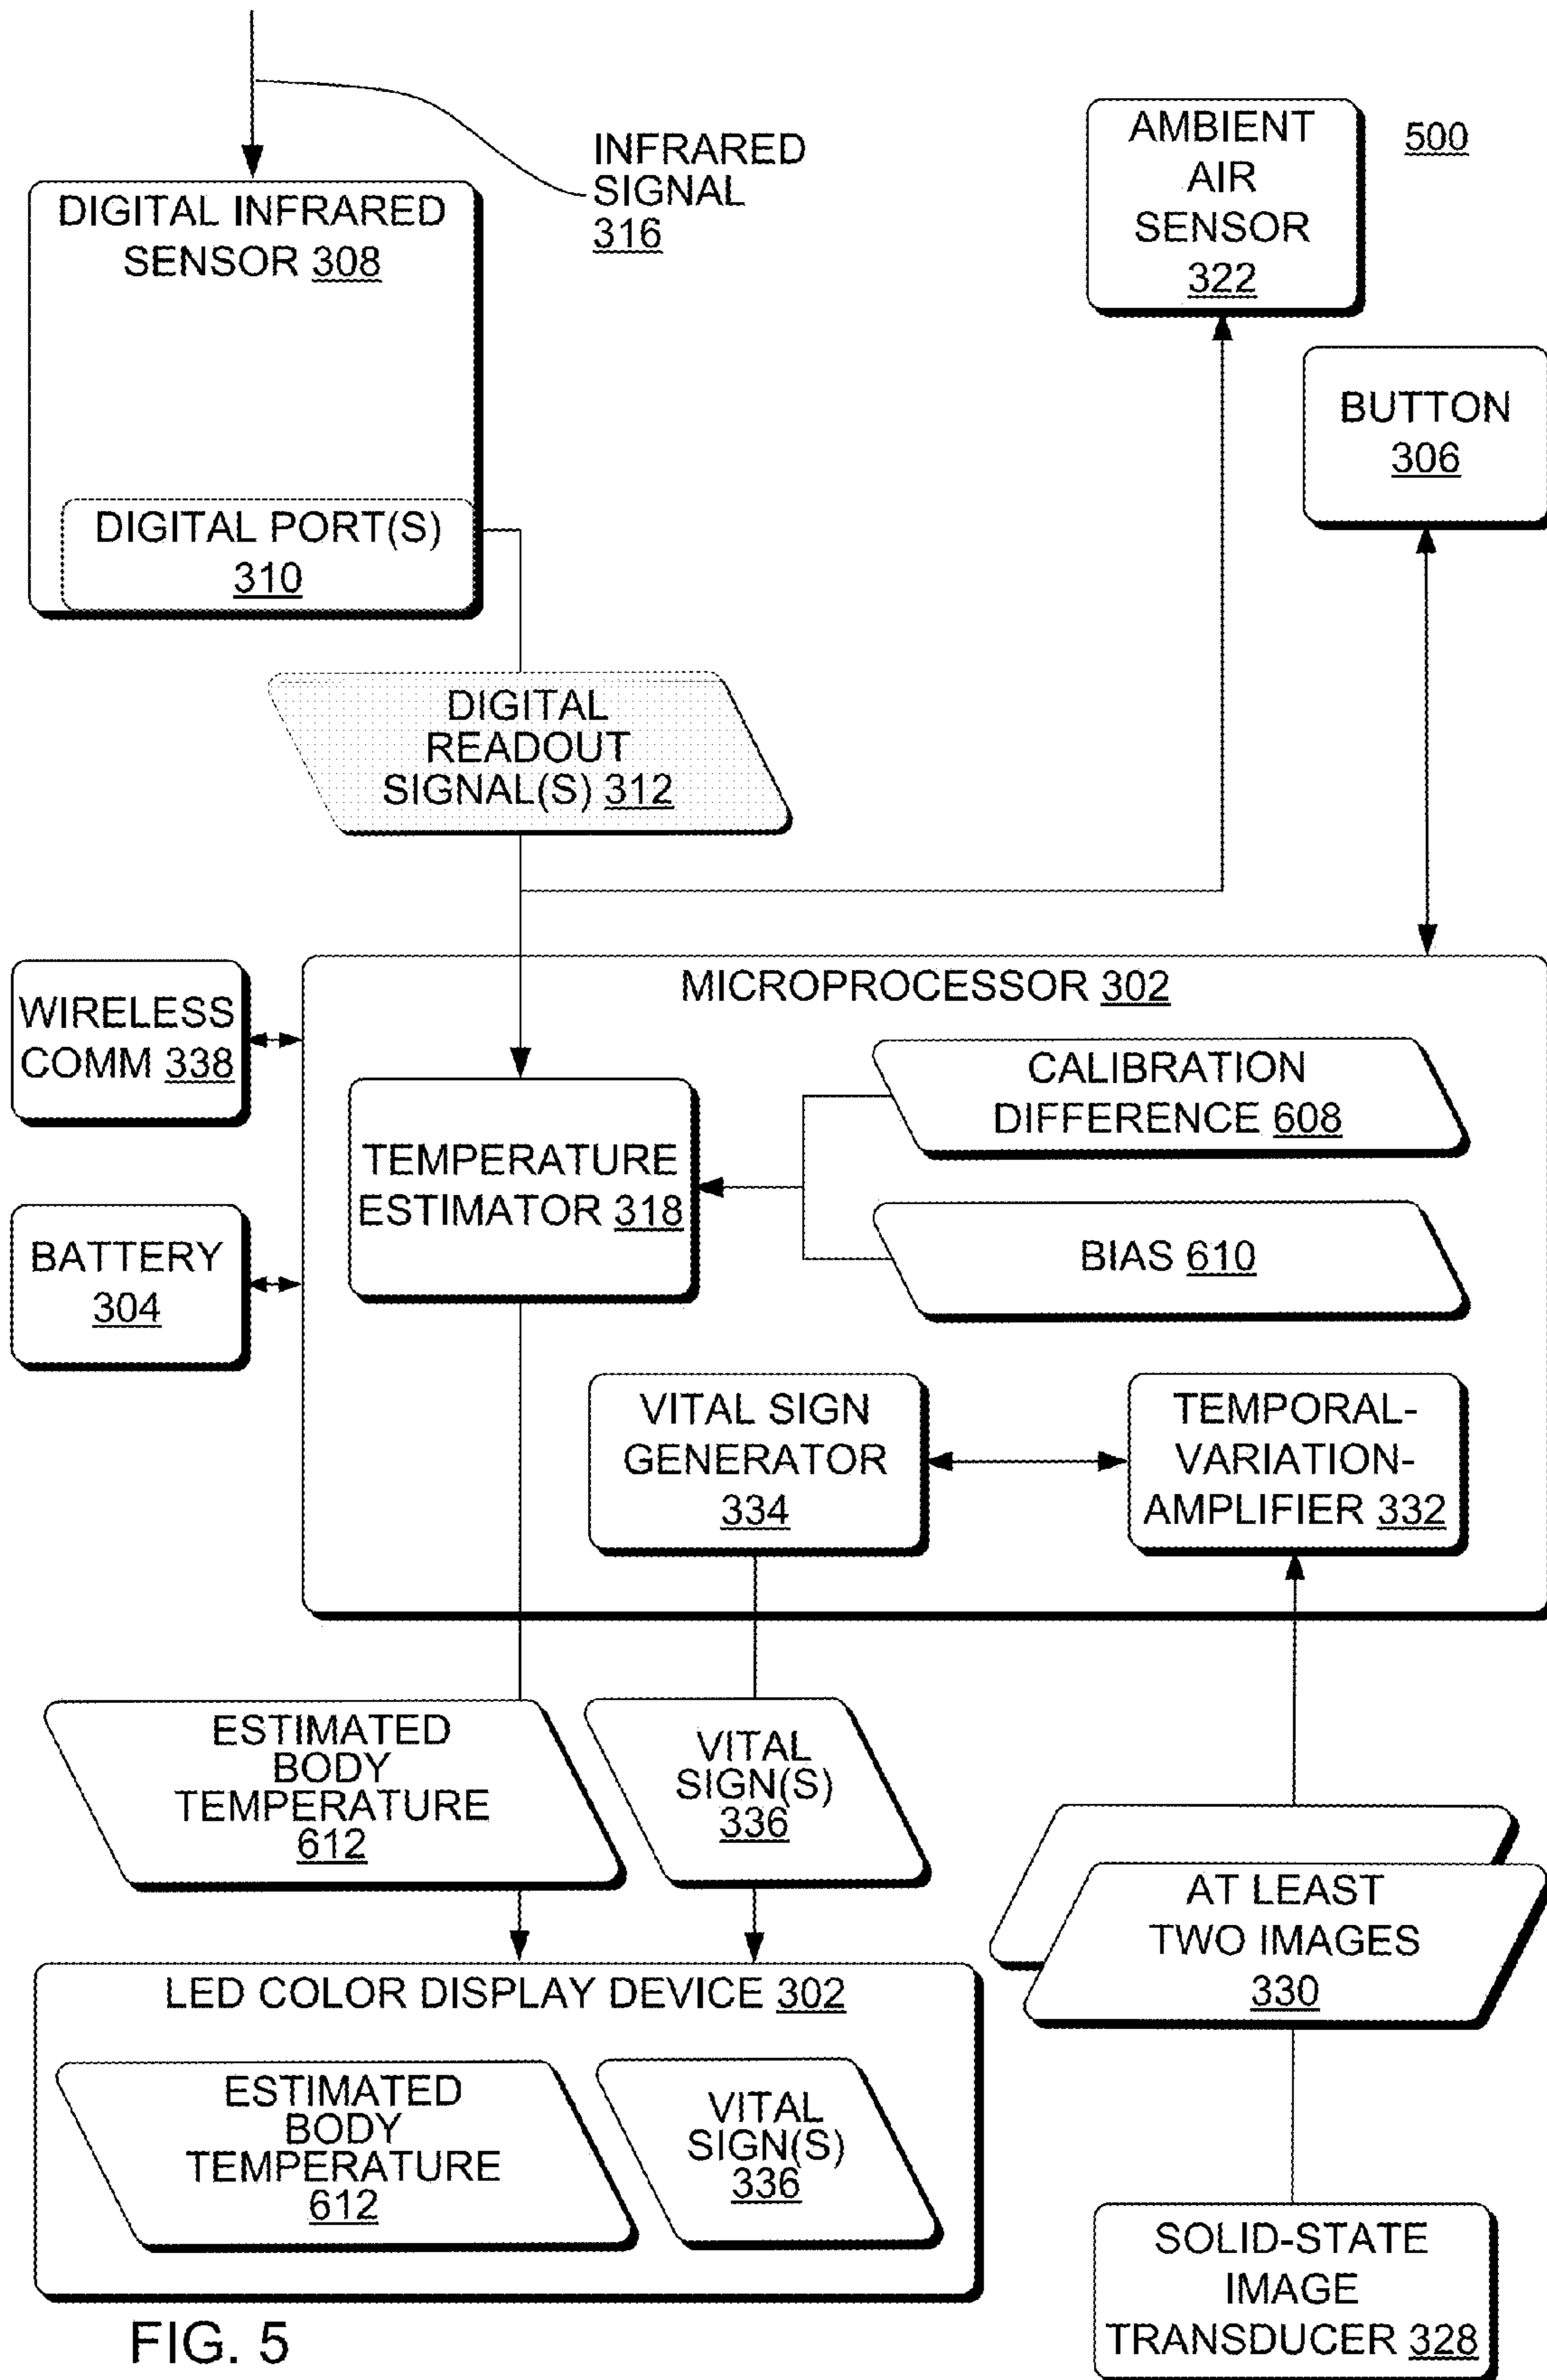 INFRARED
SIGNAL
316
AMBIENT
AIR
SENSOR
322
500
DIGITAL INFRARED
SENSOR 308
BUTTON
306
DIGITAL PORT(S)
310
DIGITAL
READOUT
SIGNAL(S) 312
WIRELESS
COMM 338
MICROPROCESSOR 302
CALIBRATION
DIFFERENCE 608
TEMPERATURE
ESTIMATOR 318
BATTERY
304
BIAS 610
VITAL SIGN
GENERATOR
334
TEMPORAL-
VARIATION-
AMPLIFIER 332
ESTIMATED
BODY
TEMPERATURE
612
VITAL
SIGN(S)
336
AT LEAST
TWO IMAGES
330
LED COLOR DISPLAY DEVICE 302
ESTIMATED
BODY
TEMPERATURE
612
VITAL
SIGN(S)
336
SOLID-STATE
IMAGE
TRANSDUCER 328
FIG. 5